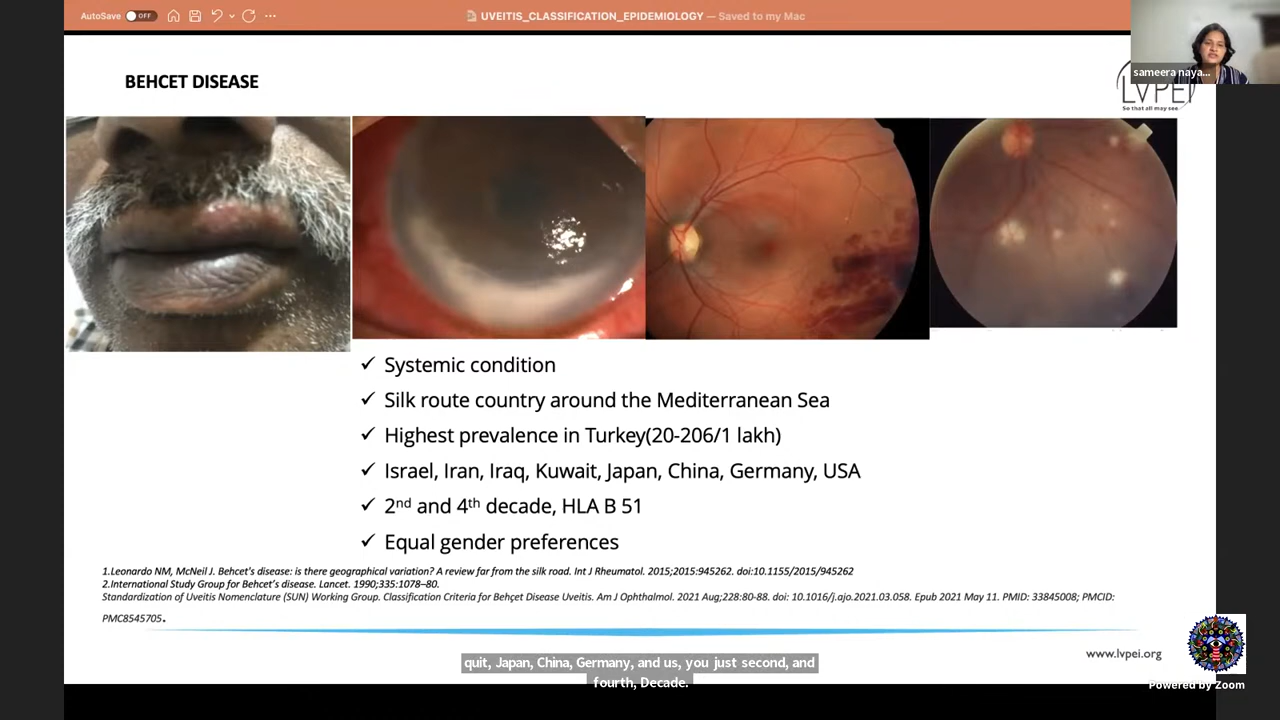 AutoSave OFF
UVEITIS_CLASSIFICATION_EPIDEMIOLOGY — Saved to my Mac
sameera naya...
BEHCET DISEASE
LVPEI
So that all may see
✓ Systemic condition
✓ Silk route country around the Mediterranean Sea
✓ Highest prevalence in Turkey(20-206/1 lakh)
✓ Israel, Iran, Iraq, Kuwait, Japan, China, Germany, USA
✓ 2nd and 4th decade, HLA B 51
✓ Equal gender preferences
1.Leonardo NM, McNeil J. Behcet's disease: is there geographical variation? A review far from the silk road. Int J Rheumatol. 2015;2015:945262. doi:10.1155/2015/945262
2.International Study Group for Behcet's disease. Lancet. 1990;335:1078–80.
Standardization of Uveitis Nomenclature (SUN) Working Group. Classification Criteria for Behçet Disease Uveitis. Am J Ophthalmol. 2021 Aug;228:80-88. doi: 10.1016/j.ajo.2021.03.058. Epub 2021 May 11. PMID: 33845008; PMCID:
PMC8545705.
www.lvpei.org
quit, Japan, China, Germany, and us, you just second, and
fourth, Decade.
Powered by Zoom